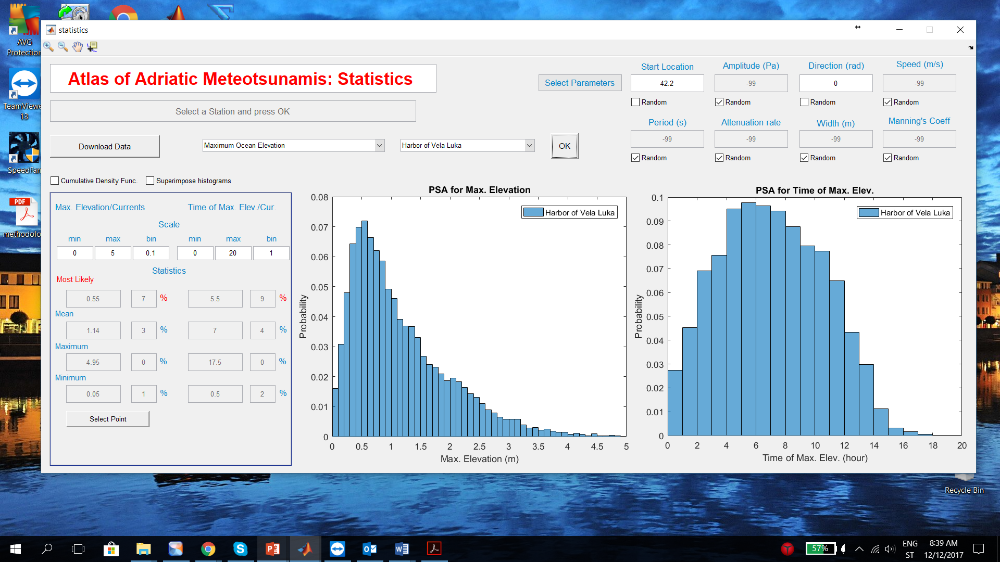 AVG
Protection
TeamViewe
13
SpeedFan
PDF
methodolo
statistics
Atlas of Adriatic Meteotsunamis: Statistics
Select a Station and press OK
Download Data
Maximum Ocean Elevation
Harbor of Vela Luka
OK
Select Parameters
Start Location Amplitude (Pa) Direction (rad) Speed (m/s)
42.2 -99 0 -99
Random Random Random Random
Period (s) Attenuation rate Width (m) Manning's Coeff
-99 -99 -99 -99
Random Random Random Random
Cumulative Density Func. Superimpose histograms
Max. Elevation/Currents Time of Max. Elev./Cur.
Scale
min max bin min max bin
0 5 0.1 0 20 1
Statistics
Most Likely
0.55 7 % 5.5 9 %
Mean
1.14 3 % 7 4 %
Maximum
4.95 0 % 17.5 0 %
Minimum
0.05 1 % 0.5 2 %
Select Point
PSA for Max. Elevation
Harbor of Vela Luka
0.08
0.07
0.06
0.05
0.04
0.03
0.02
0.01
0
Probability
0 0.5 1 1.5 2 2.5 3 3.5 4 4.5 5
Max. Elevation (m)
PSA for Time of Max. Elev.
Harbor of Vela Luka
0.1
0.09
0.08
0.07
0.06
0.05
0.04
0.03
0.02
0.01
0
Probability
0 2 4 6 8 10 12 14 16 18 20
Time of Max. Elev. (hour)
Recycle Bin
57%
ENG
ST
8:39 AM
12/12/2017